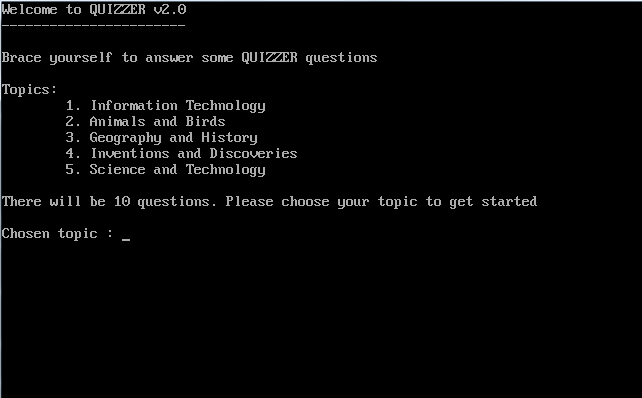 Welcome to QUIZZER v2.0
-----------------------
Brace yourself to answer some QUIZZER questions
Topics:
1. Information Technology
2. Animals and Birds
3. Geography and History
4. Inventions and Discoveries
5. Science and Technology
There will be 10 questions. Please choose your topic to get started
Chosen topic : _